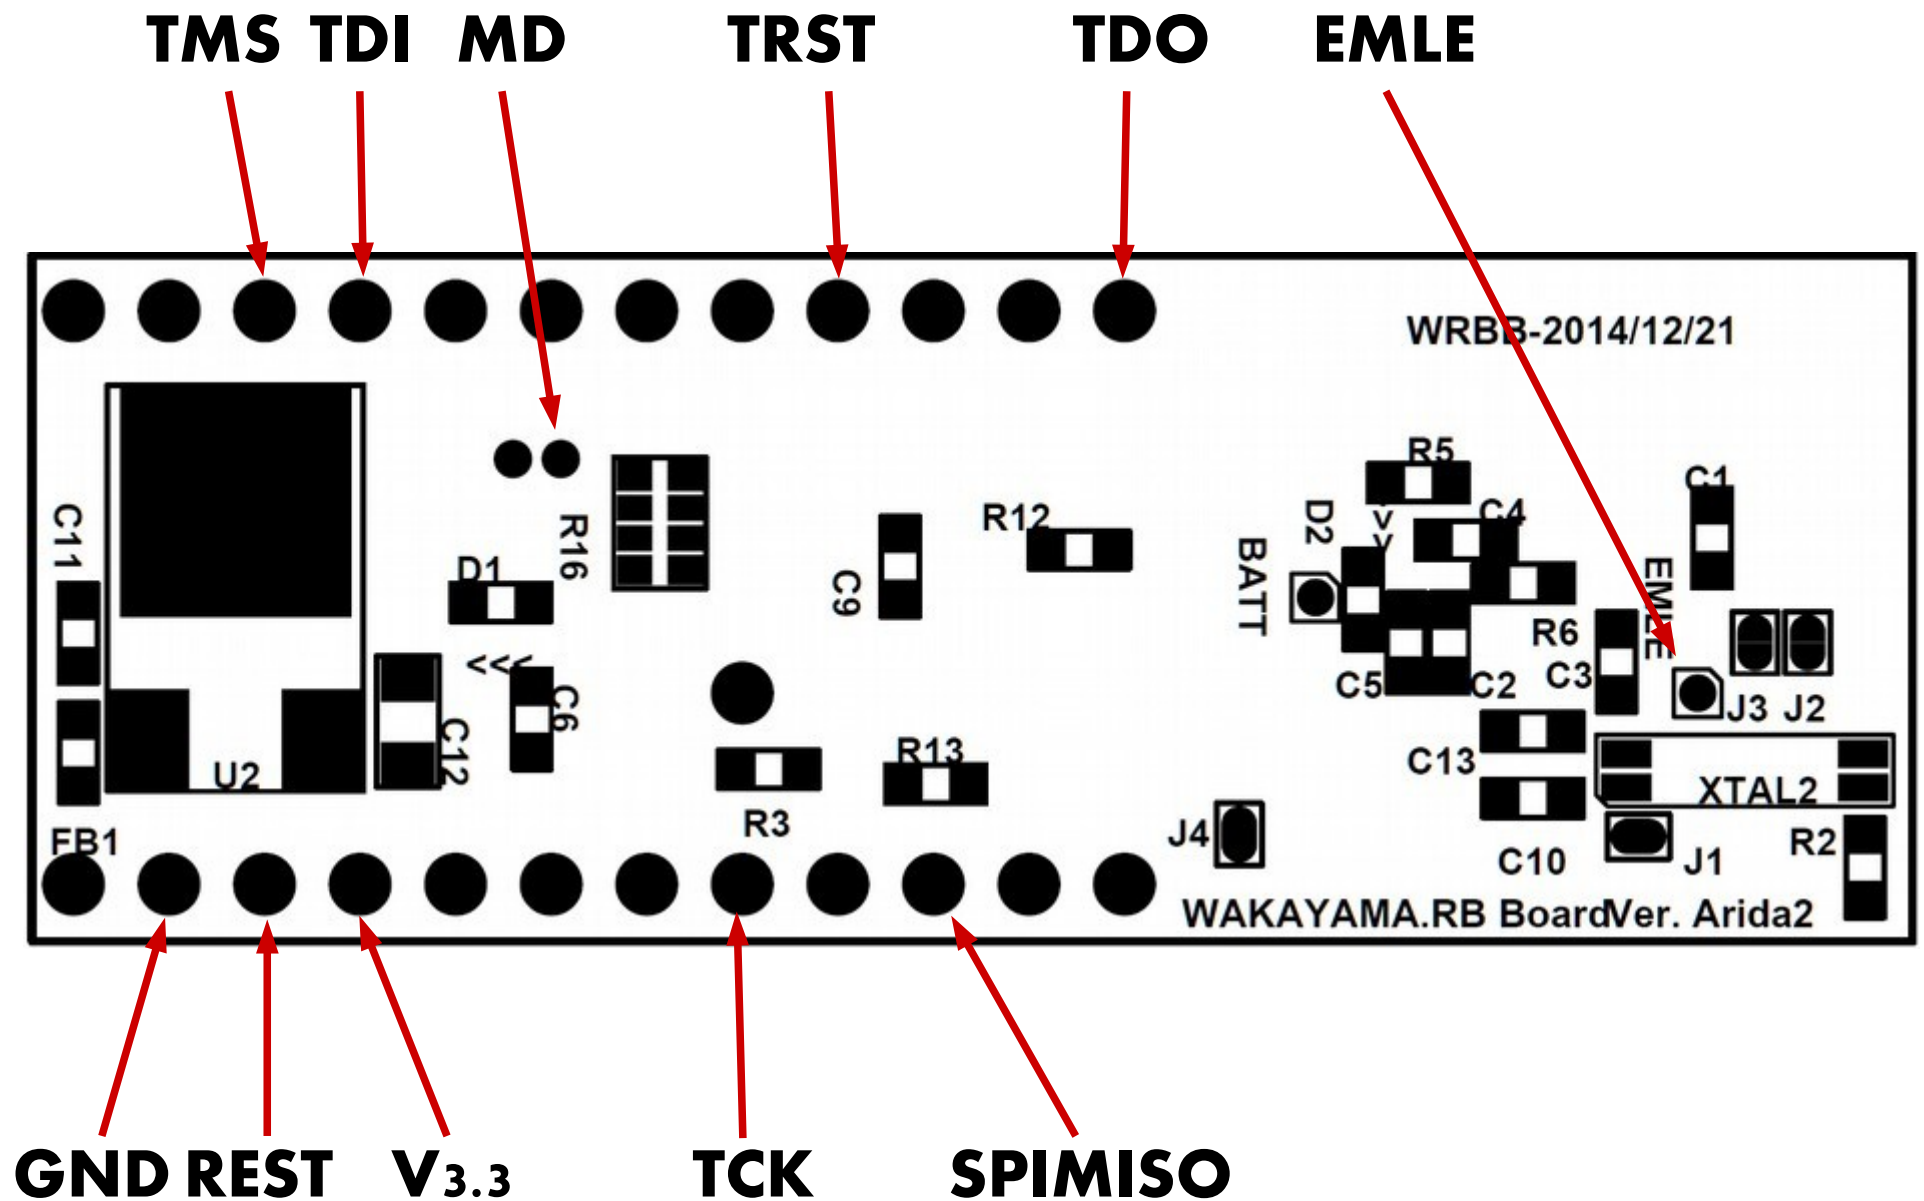 TMS TDI MD TRST TDO EMLE
WRBB-2014/12/21
R5
C1
C4
D2
<<
C11
R16
R12
BATT
D1
C9
EMLE
R6
<<<
C3
C5
C2
C6
J3 J2
C12
R13
C13
U2
XTAL2
R3
J4
FB1
R2
C10
J1
WAKAYAMA.RB Board Ver. Arida2
GND REST V3.3 TCK SPIMISO